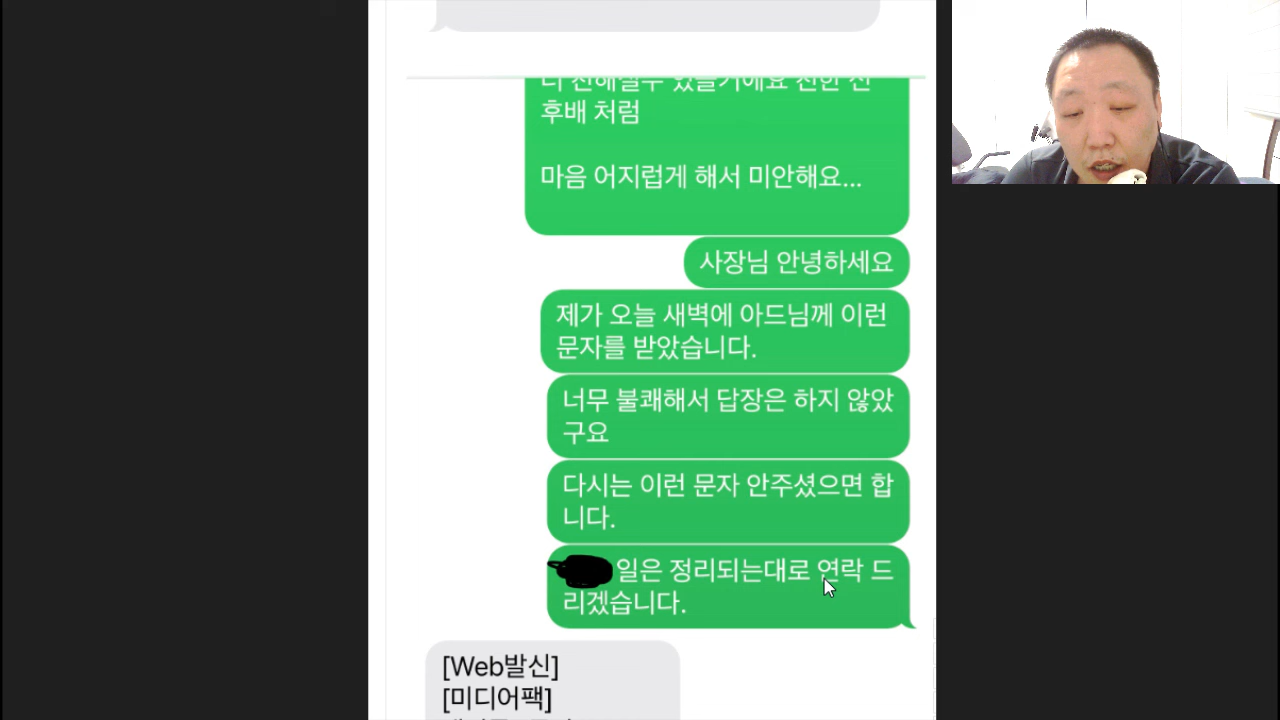 후배 처럼
마음 어지럽게 해서 미안해요...
사장님 안녕하세요
제가 오늘 새벽에 아드님께 이런
문자를 받았습니다.
너무 불쾌해서 답장은 하지 않았
구요
다시는 이런 문자 안주셨으면 합
니다.
일은 정리되는대로 연락 드
리겠습니다.
[Web발신]
[미디어팩]